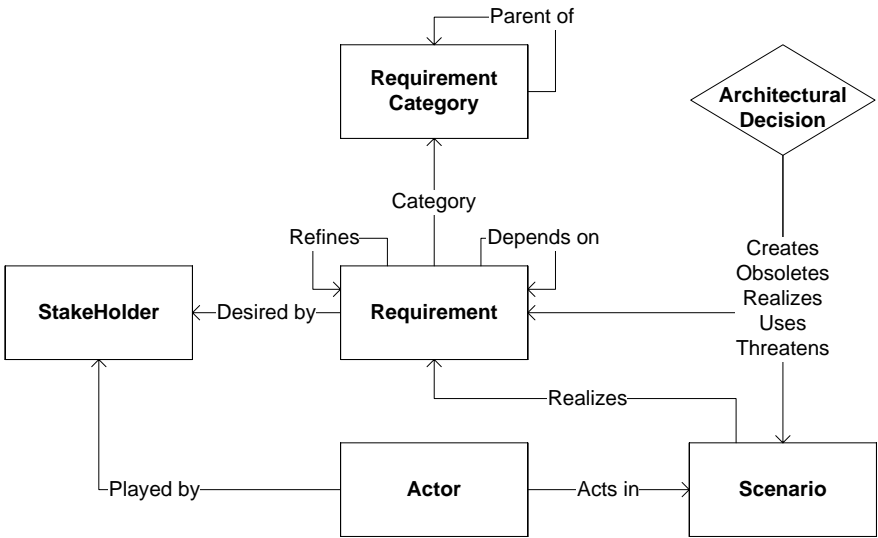 Parent of
Requirement
Category
Architectural
Decision
Category
Refines
Depends on
Creates
Obsoletes
Realizes
Uses
Threatens
StakeHolder
Desired by
Requirement
Realizes
Played by
Actor
Acts in
Scenario